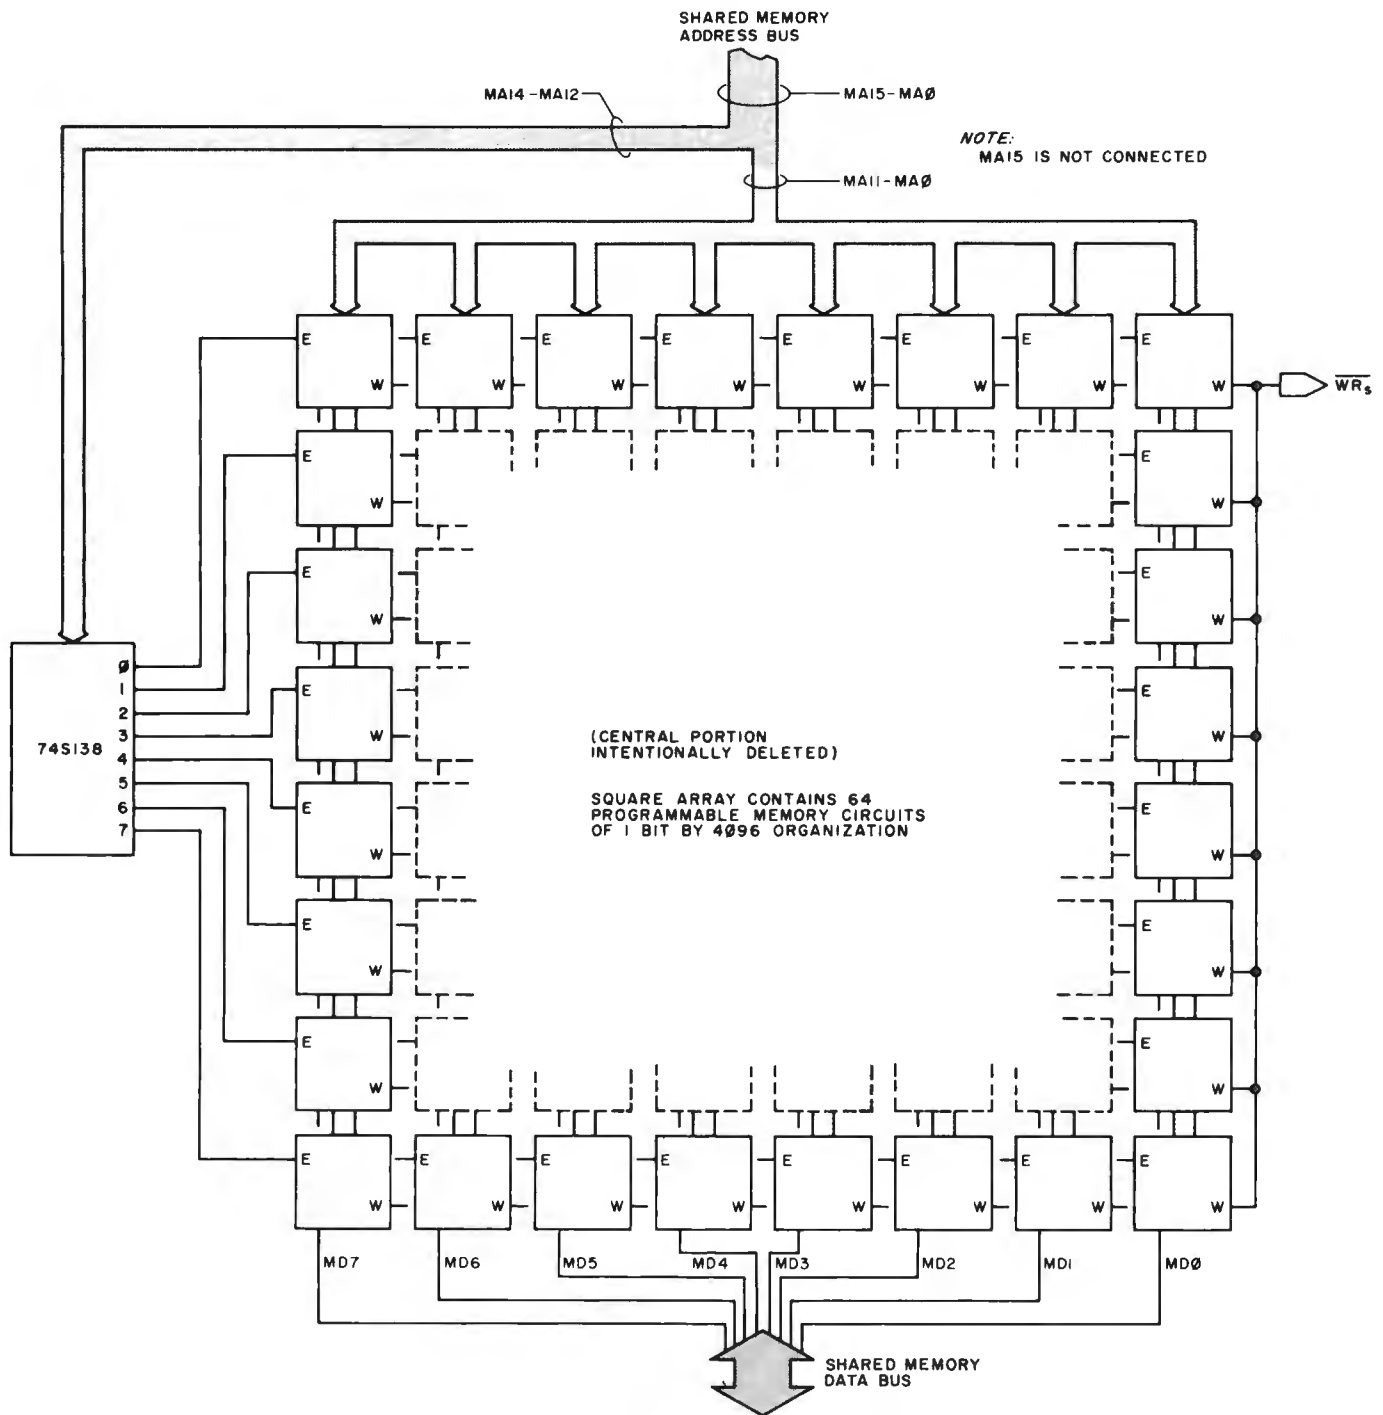 SHARED MEMORY
ADDRESS BUS
MA14-MA12
MA15-MAØ
NOTE:
MA15 IS NOT CONNECTED
MA11-MAØ
E E E E E E E E
W W W W W W W W
WRs
E E
W W
E E
W W
74S138
Ø
1
2
3
4
5
6
7
E E
W W
(CENTRAL PORTION
INTENTIONALLY DELETED)
SQUARE ARRAY CONTAINS 64
PROGRAMMABLE MEMORY CIRCUITS
OF 1 BIT BY 4Ø96 ORGANIZATION
E E
W W
E E
W W
E E
W W
E E E E E E E E
W W W W W W W W
MD7 MD6 MD5 MD4 MD3 MD2 MD1 MDØ
SHARED MEMORY
DATA BUS